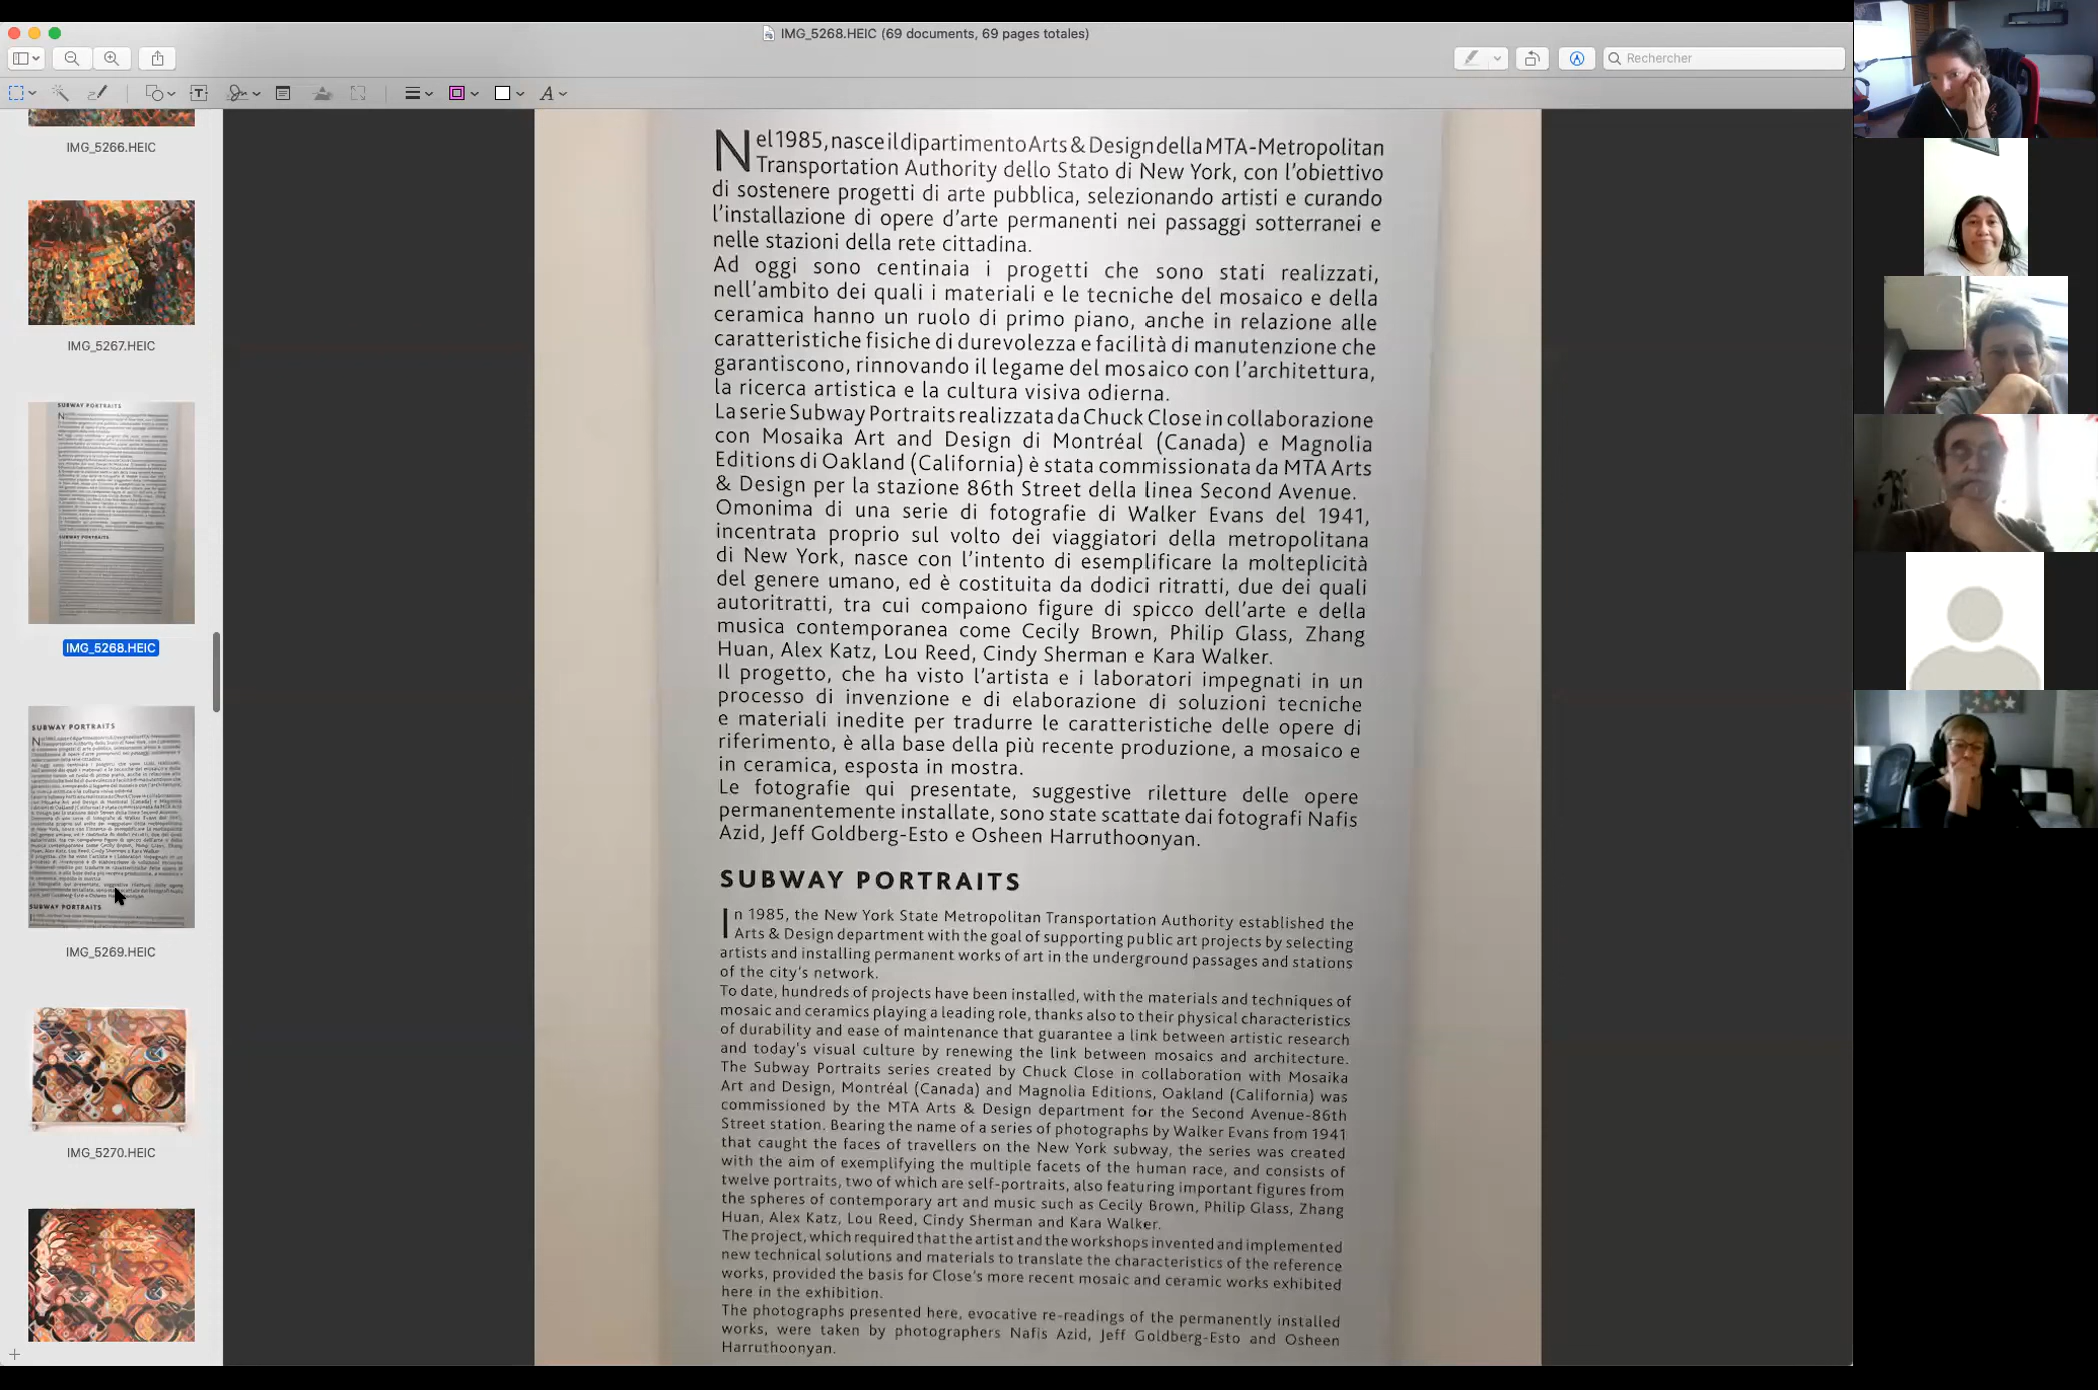 IMG_5268.HEIC (69 documents, 69 pages totales)
Rechercher
IMG_5266.HEIC
IMG_5267.HEIC
SUBWAY PORTRAITS
SUBWAY PORTRAITS
IMG_5268.HEIC
SUBWAY PORTRAITS
SUBWAY PORTRAITS
IMG_5269.HEIC
IMG_5270.HEIC
Nel 1985, nasce il dipartimento Arts & Design della MTA-Metropolitan
Transportation Authority dello Stato di New York, con l'obiettivo
di sostenere progetti di arte pubblica, selezionando artisti e curando
l'installazione di opere d'arte permanenti nei passaggi sotterranei e
nelle stazioni della rete cittadina.
Ad oggi sono centinaia i progetti che sono stati realizzati,
nell'ambito dei quali i materiali e le tecniche del mosaico e della
ceramica hanno un ruolo di primo piano, anche in relazione alle
caratteristiche fisiche di durevolezza e facilità di manutenzione che
garantiscono, rinnovando il legame del mosaico con l'architettura,
la ricerca artistica e la cultura visiva odierna.
La serie Subway Portraits realizzata da Chuck Close in collaborazione
con Mosaika Art and Design di Montréal (Canada) e Magnolia
Editions di Oakland (California) è stata commissionata da MTA Arts
& Design per la stazione 86th Street della linea Second Avenue.
Omonima di una serie di fotografie di Walker Evans del 1941,
incentrata proprio sul volto dei viaggiatori della metropolitana
di New York, nasce con l'intento di esemplificare la molteplicità
del genere umano, ed è costituita da dodici ritratti, due dei quali
autoritratti, tra cui compaiono figure di spicco dell'arte e della
musica contemporanea come Cecily Brown, Philip Glass, Zhang
Huan, Alex Katz, Lou Reed, Cindy Sherman e Kara Walker.
Il progetto, che ha visto l'artista e i laboratori impegnati in un
processo di invenzione e di elaborazione di soluzioni tecniche
e materiali inedite per tradurre le caratteristiche delle opere di
riferimento, è alla base della più recente produzione, a mosaico e
in ceramica, esposta in mostra.
Le fotografie qui presentate, suggestive riletture delle opere
permanentemente installate, sono state scattate dai fotografi Nafis
Azid, Jeff Goldberg-Esto e Osheen Harruthoonyan.
SUBWAY PORTRAITS
In 1985, the New York State Metropolitan Transportation Authority established the
Arts & Design department with the goal of supporting public art projects by selecting
artists and installing permanent works of art in the underground passages and stations
of the city's network.
To date, hundreds of projects have been installed, with the materials and techniques of
mosaic and ceramics playing a leading role, thanks also to their physical characteristics
of durability and ease of maintenance that guarantee a link between artistic research
and today's visual culture by renewing the link between mosaics and architecture.
The Subway Portraits series created by Chuck Close in collaboration with Mosaika
Art and Design, Montréal (Canada) and Magnolia Editions, Oakland (California) was
commissioned by the MTA Arts & Design department for the Second Avenue-86th
Street station. Bearing the name of a series of photographs by Walker Evans from 1941
that caught the faces of travellers on the New York subway, the series was created
with the aim of exemplifying the multiple facets of the human race, and consists of
twelve portraits, two of which are self-portraits, also featuring important figures from
the spheres of contemporary art and music such as Cecily Brown, Philip Glass, Zhang
Huan, Alex Katz, Lou Reed, Cindy Sherman and Kara Walker.
The project, which required that the artist and the workshops invented and implemented
new technical solutions and materials to translate the characteristics of the reference
works, provided the basis for Close's more recent mosaic and ceramic works exhibited
here in the exhibition.
The photographs presented here, evocative re-readings of the permanently installed
works, were taken by photographers Nafis Azid, Jeff Goldberg-Esto and Osheen
Harruthoonyan.